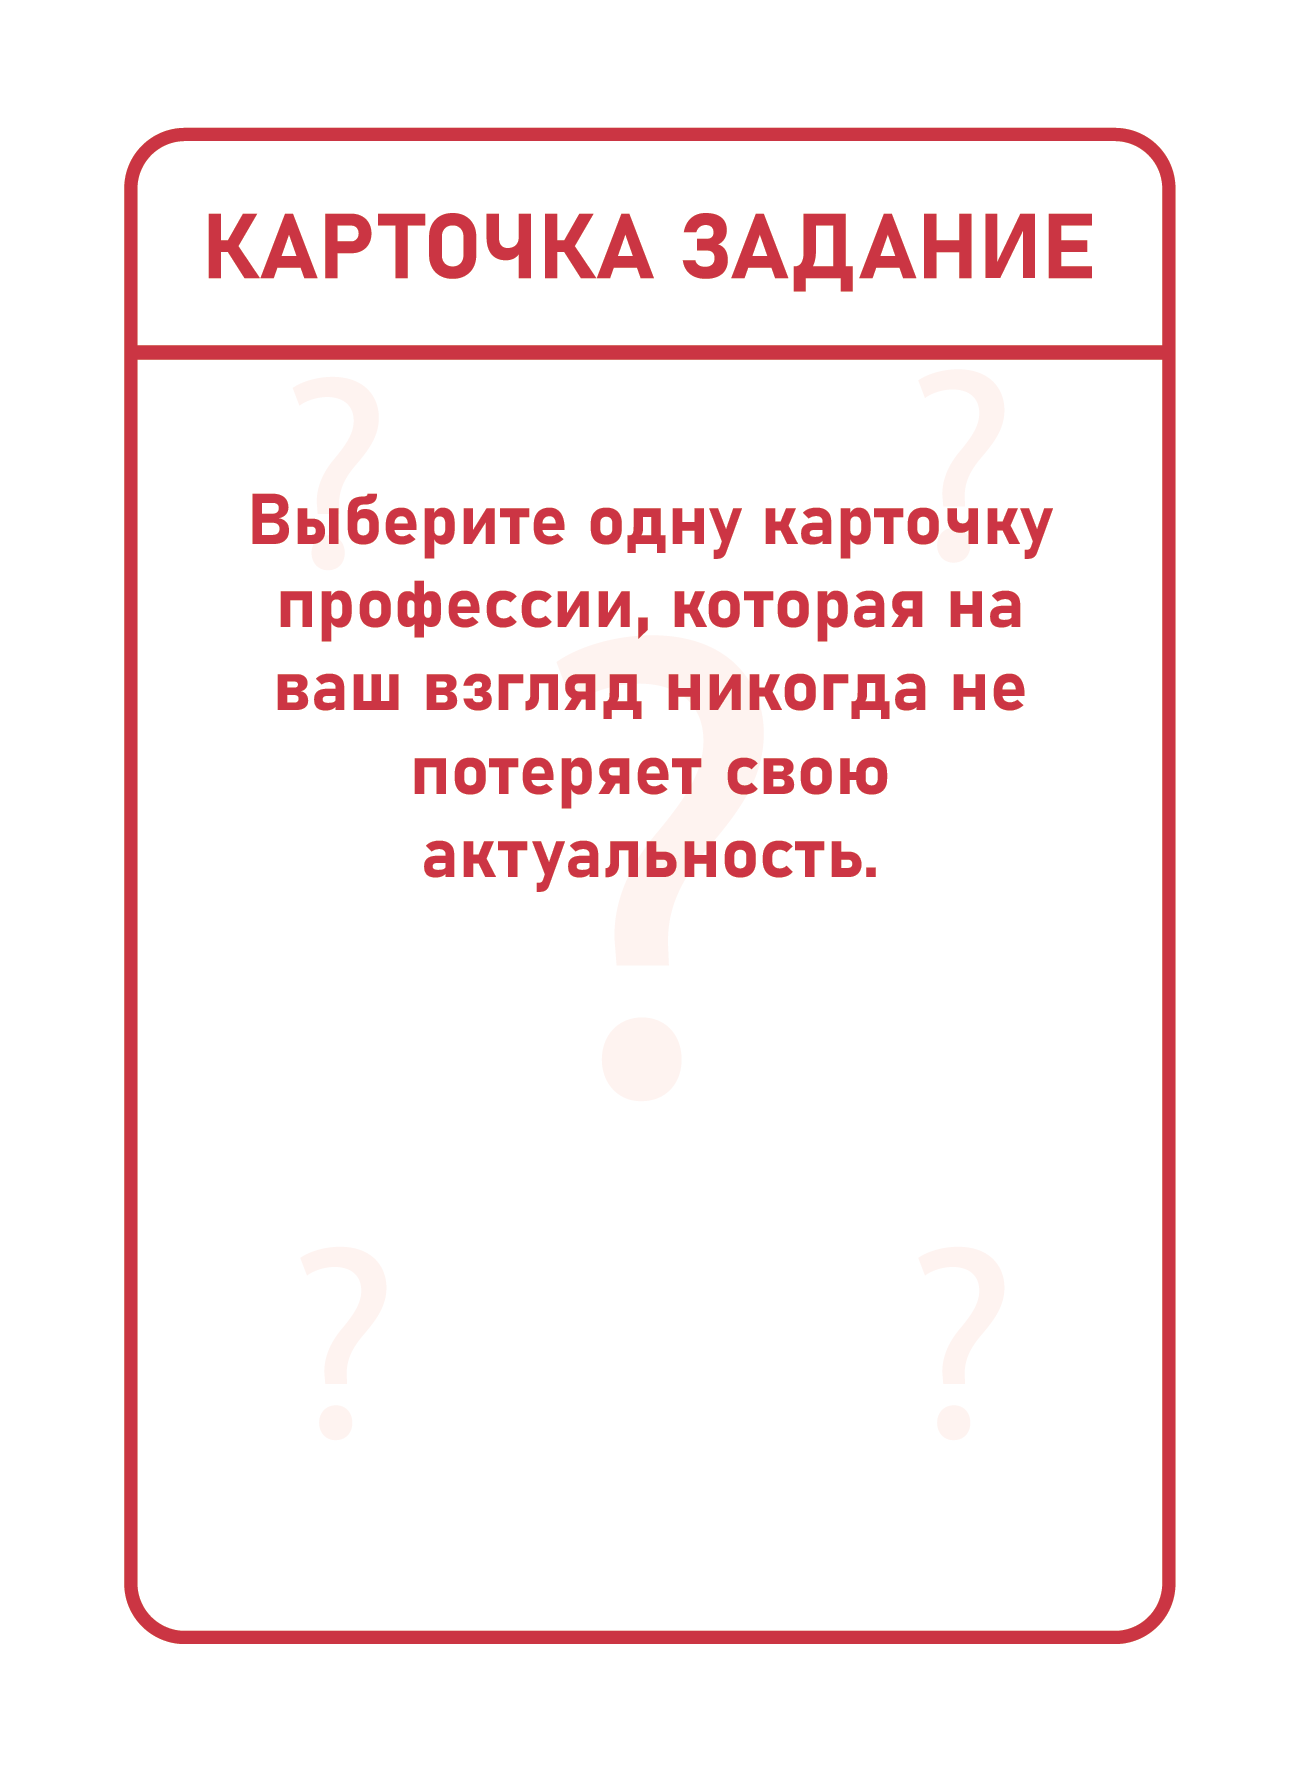 КАРТОЧКА ЗАДАНИЕ
Выберите одну карточку
профессии, которая на
ваш взгляд никогда не
потеряет свою
актуальность.